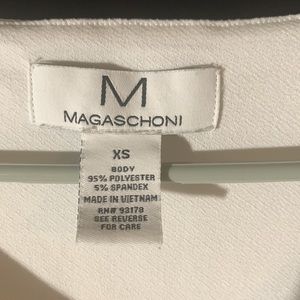 M
MAGASCHONI
XS
BODY
95% POLYESTER
5% SPANDEX
MADE IN VIETNAM
RN# 93178
SEE REVERSE
FOR CARE